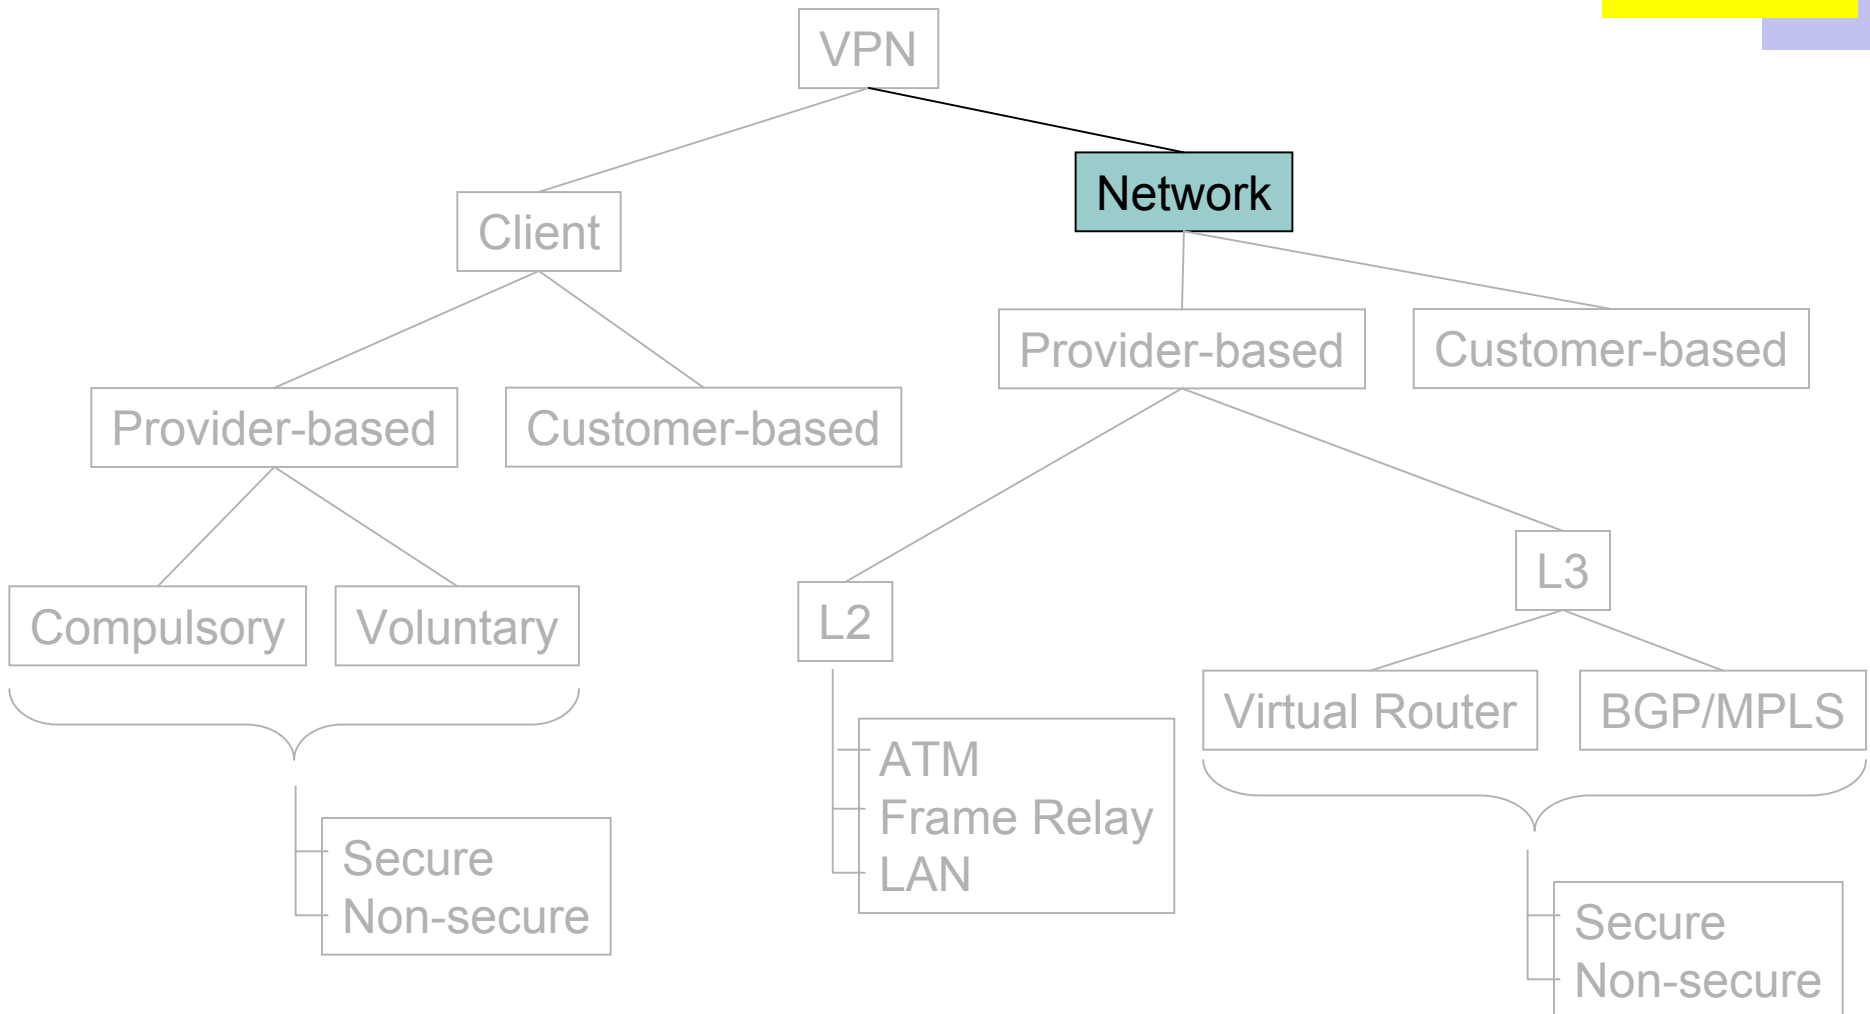 VPN
Network
Client
Provider-based
Customer-based
Provider-based
Customer-based
L3
L2
Compulsory
Voluntary
Virtual Router
BGP/MPLS
ATM
Frame Relay
LAN
Secure
Non-secure
Secure
Non-secure